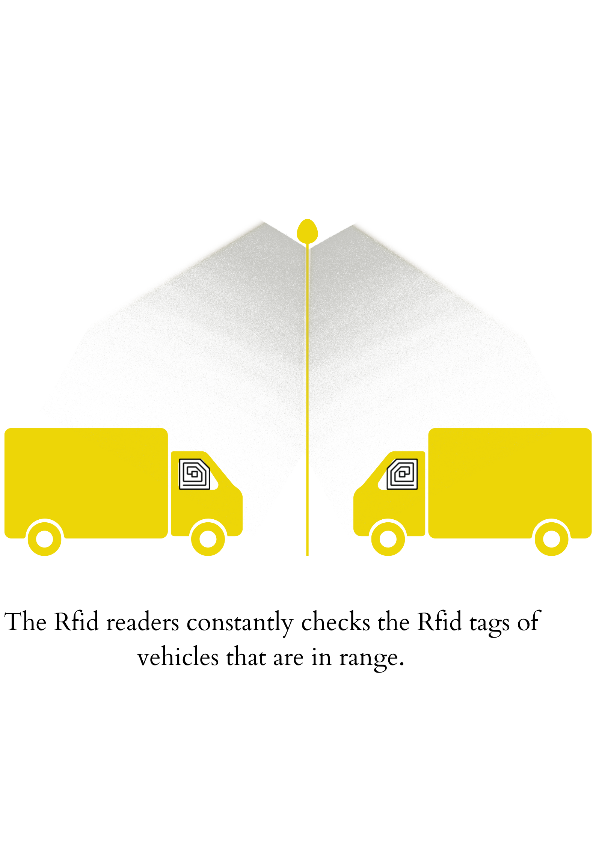 The Rfid readers constantly checks the Rfid tags of
vehicles that are in range.